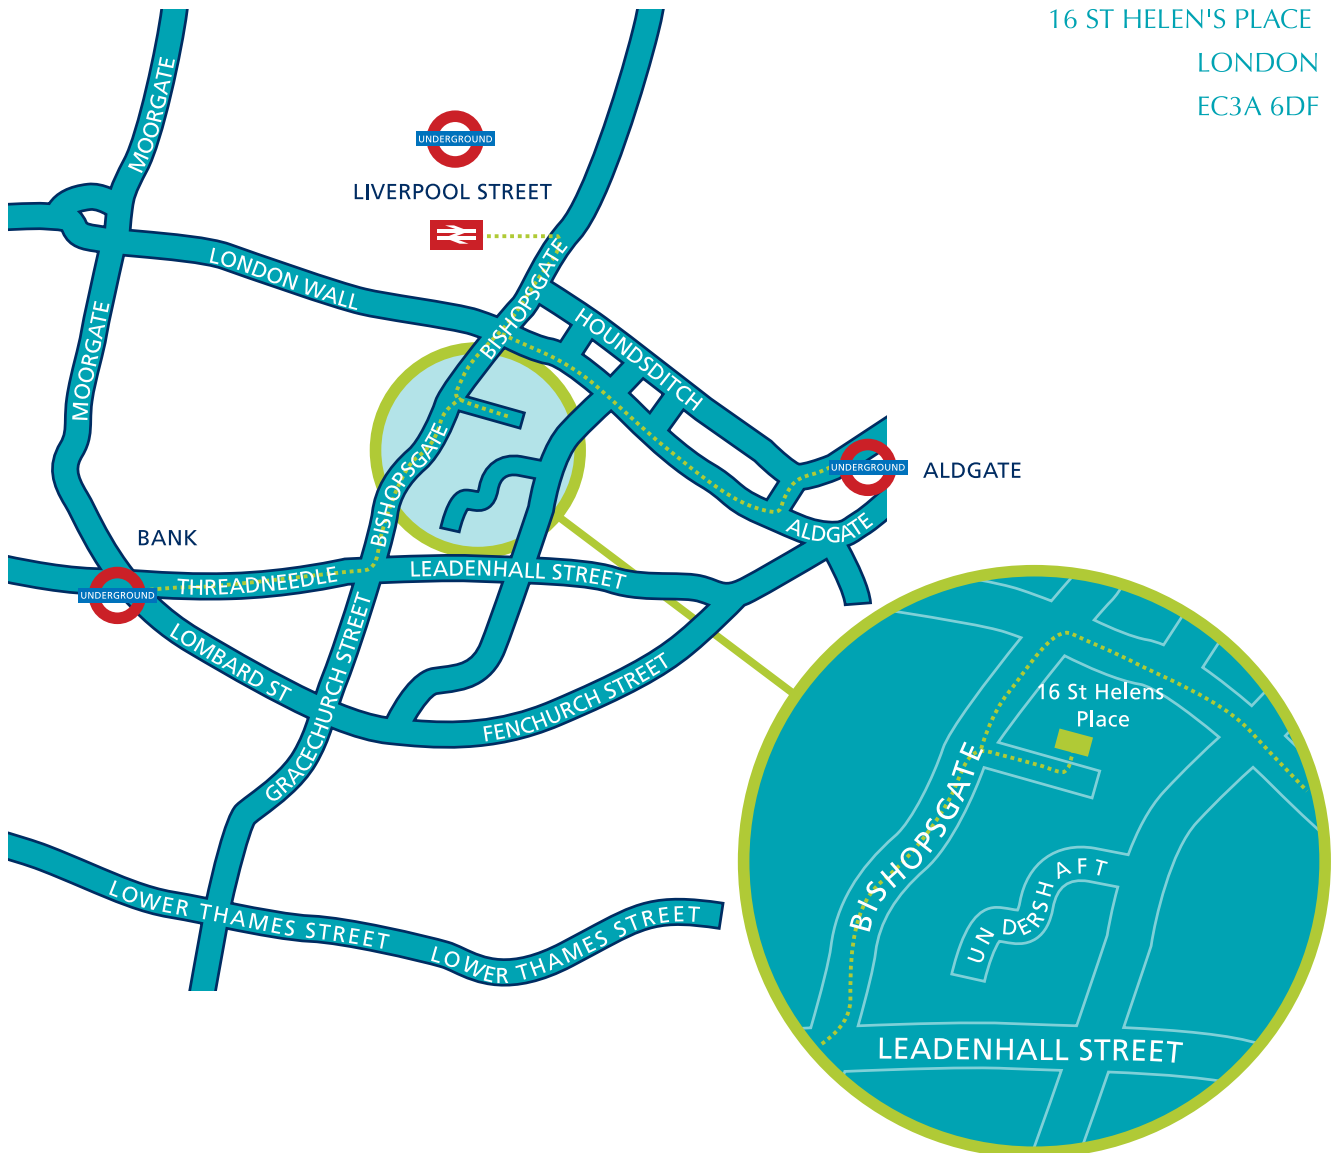 16 ST HELEN'S PLACE
LONDON
EC3A 6DF
MOORGATE
UNDERGROUND
LIVERPOOL STREET
LONDON WALL
BISHOPSGATE
HOUNDSDITCH
MOORGATE
BISHOPSGATE
UNDERGROUND
ALDGATE
ALDGATE
BANK
UNDERGROUND
THREADNEEDLE
LEADENHALL STREET
LOMBARD ST
GRACECHURCH STREET
FENCHURCH STREET
LOWER THAMES STREET
LOWER THAMES STREET
16 St Helens
Place
BISHOPSGATE
UNDERSHAFT
LEADENHALL STREET